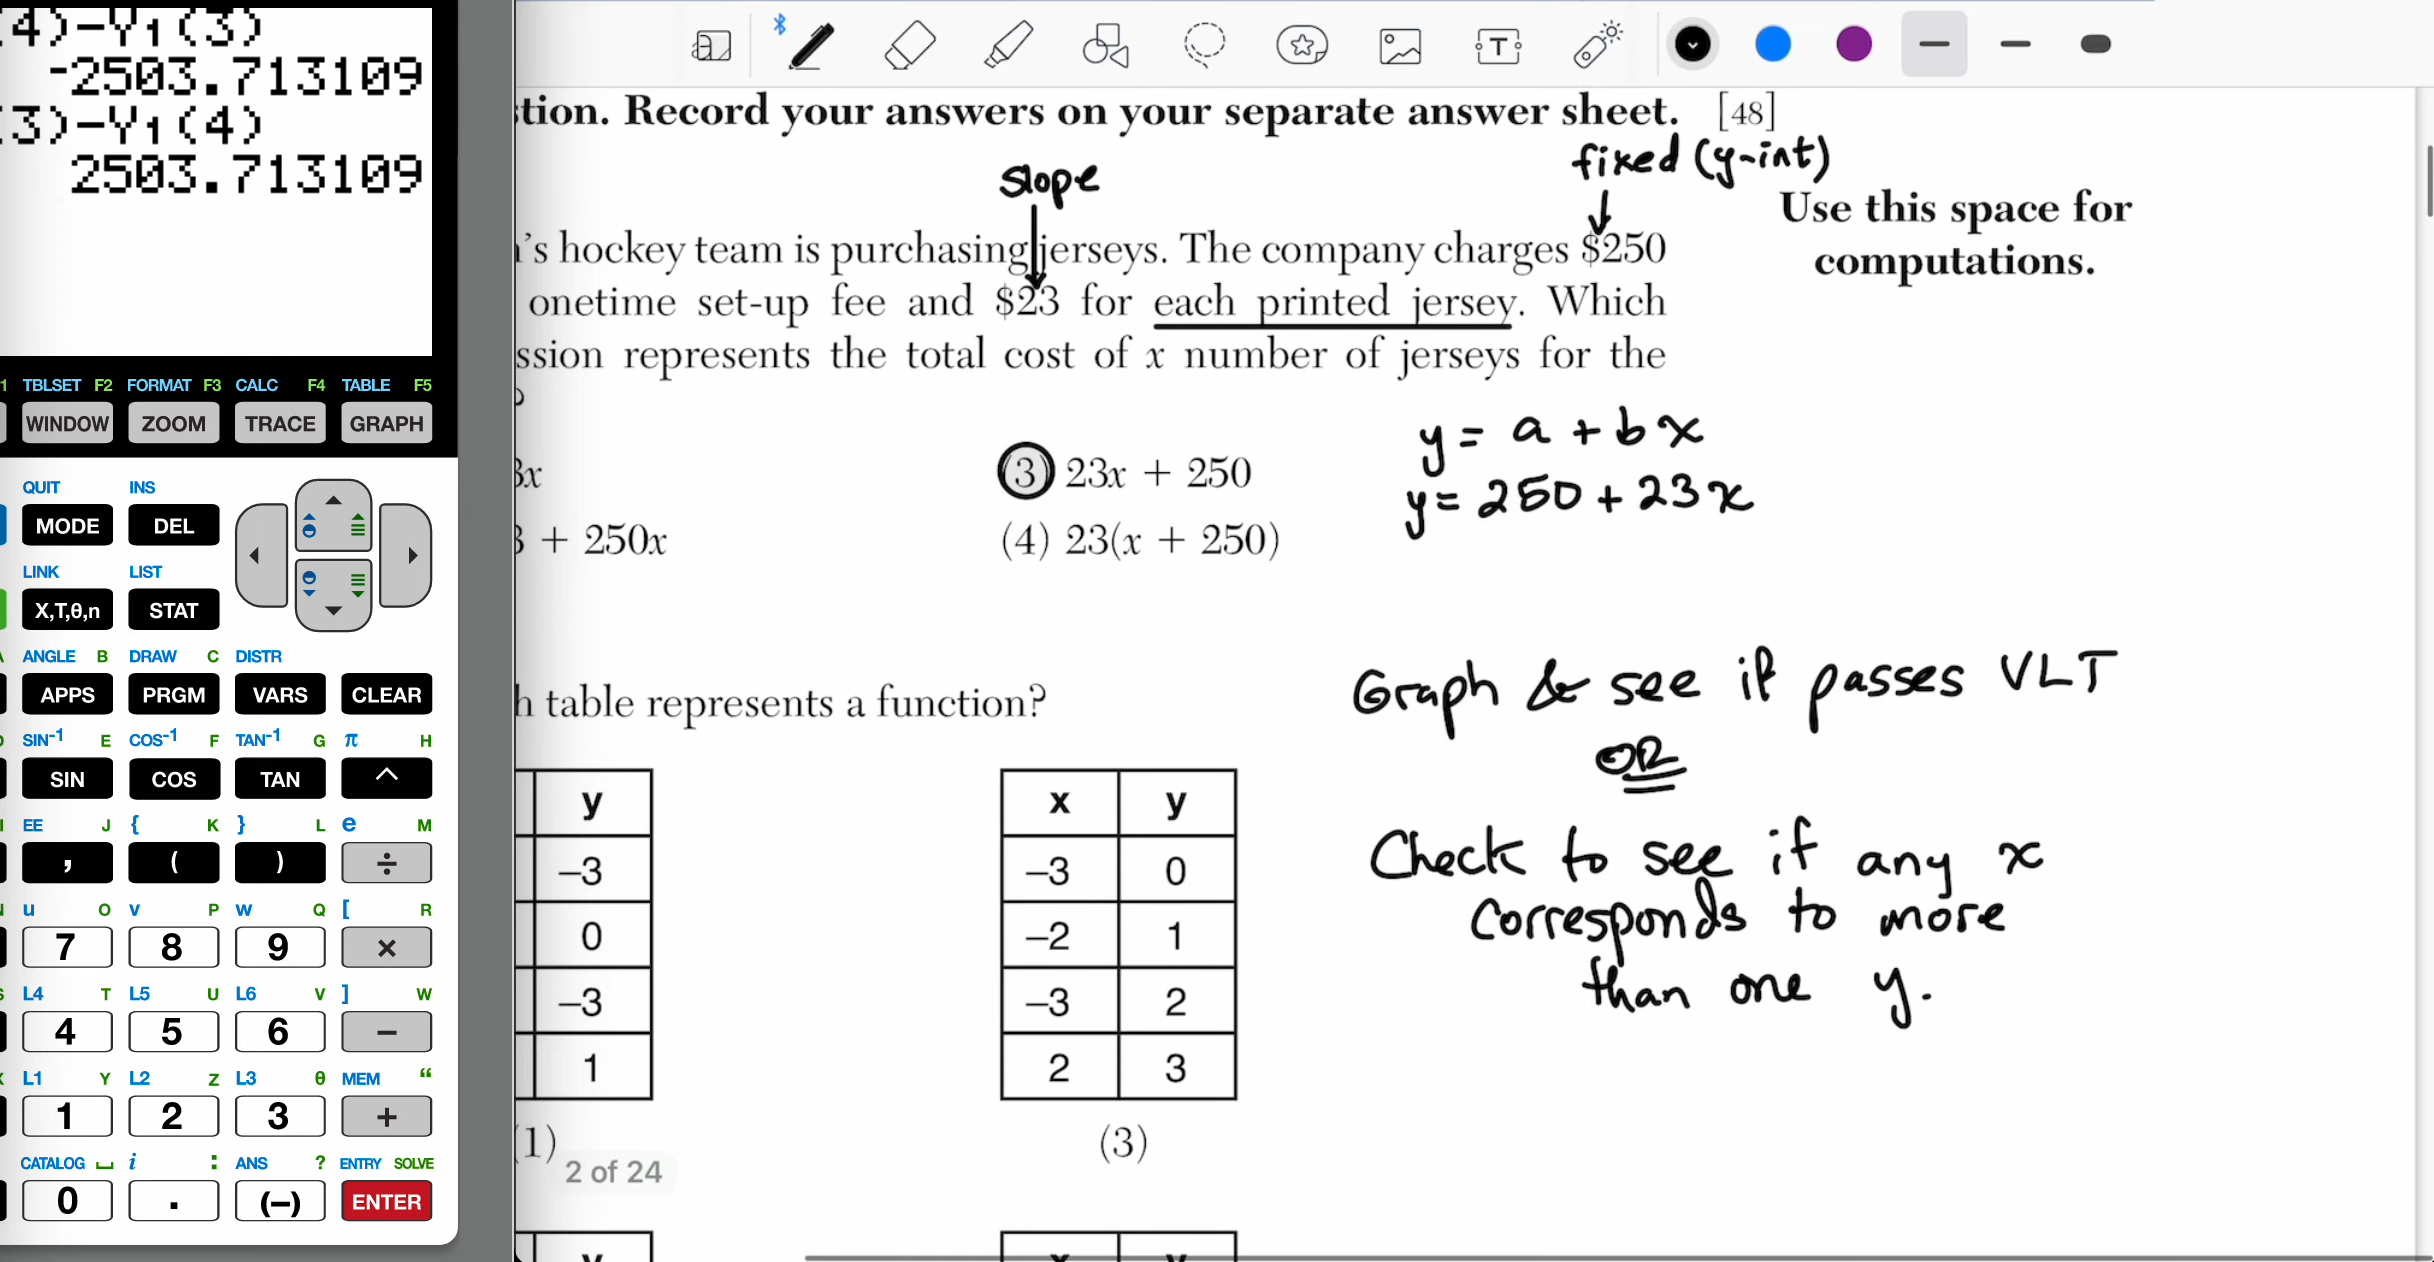 4)-Y1(3)
-2503.713109
3)-Y1(4)
2503.713109
TBLSET F2 FORMAT F3 CALC F4 TABLE F5
WINDOW ZOOM TRACE GRAPH
QUIT INS
MODE DEL
LINK LIST
X,T,θ,n STAT
ANGLE B DRAW C DISTR
APPS PRGM VARS CLEAR
SIN-1 E COS-1 F TAN-1 G π H
SIN COS TAN ^
EE J { K } L e M
, ( ) ÷
u O v P w Q [ R
7 8 9 ×
L4 T L5 U L6 V ] W
4 5 6 −
L1 Y L2 Z L3 θ MEM “
1 2 3 +
CATALOG ␣ i : ANS ? ENTRY SOLVE
0 . (−) ENTER
tion. Record your answers on your separate answer sheet. [48]
slope
fixed (y-int)
Use this space for
computations.
's hockey team is purchasing jerseys. The company charges $250
onetime set-up fee and $23 for each printed jersey. Which
ssion represents the total cost of x number of jerseys for the
3x
(3) 23x + 250
+ 250x
(4) 23(x + 250)
y = a + bx
y = 250 + 23x
h table represents a function?
Graph & see if passes VLT
OR
Check to see if any x
corresponds to more
than one y.
y
−3
0
−3
1
1)
x y
−3 0
−2 1
−3 2
2 3
(3)
2 of 24